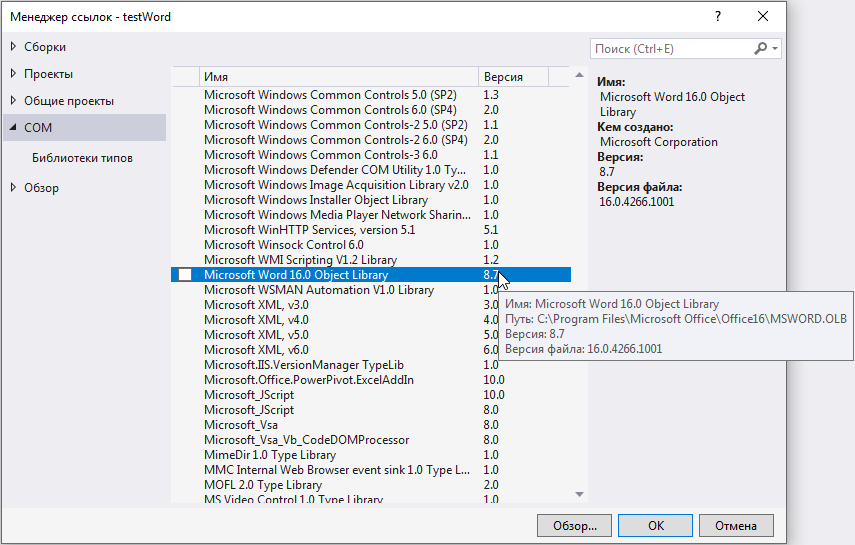 Менеджер ссылок - testWord
?
Сборки
Проекты
Общие проекты
COM
Библиотеки типов
Обзор
Имя Версия
Microsoft Windows Common Controls 5.0 (SP2) 1.3
Microsoft Windows Common Controls 6.0 (SP4) 2.0
Microsoft Windows Common Controls-2 5.0 (SP2) 1.1
Microsoft Windows Common Controls-2 6.0 (SP4) 2.0
Microsoft Windows Common Controls-3 6.0 1.1
Microsoft Windows Defender COM Utility 1.0 Ty... 1.0
Microsoft Windows Image Acquisition Library v2.0 1.0
Microsoft Windows Installer Object Library 1.0
Microsoft Windows Media Player Network Sharin... 1.0
Microsoft WinHTTP Services, version 5.1 5.1
Microsoft Winsock Control 6.0 1.0
Microsoft WMI Scripting V1.2 Library 1.2
Microsoft Word 16.0 Object Library 8.7
Microsoft WSMAN Automation V1.0 Library 1.0
Microsoft XML, v3.0 3.0
Microsoft XML, v4.0 4.0
Microsoft XML, v5.0 5.0
Microsoft XML, v6.0 6.0
Microsoft.IIS.VersionManager TypeLib 1.0
Microsoft.Office.PowerPivot.ExcelAddIn 10.0
Microsoft_JScript 10.0
Microsoft_JScript 8.0
Microsoft_Vsa 8.0
Microsoft_Vsa_Vb_CodeDOMProcessor 8.0
MimeDir 1.0 Type Library 1.0
MMC Internal Web Browser event sink 1.0 Type L... 1.0
MOFL 2.0 Type Library 2.0
MS Video Control 1.0 Type Library 1.0
Поиск (Ctrl+E)
Имя:
Microsoft Word 16.0 Object
Library
Кем создано:
Microsoft Corporation
Версия:
8.7
Версия файла:
16.0.4266.1001
Имя: Microsoft Word 16.0 Object Library
Путь: C:\Program Files\Microsoft Office\Office16\MSWORD.OLB
Версия: 8.7
Версия файла: 16.0.4266.1001
Обзор... ОК Отмена